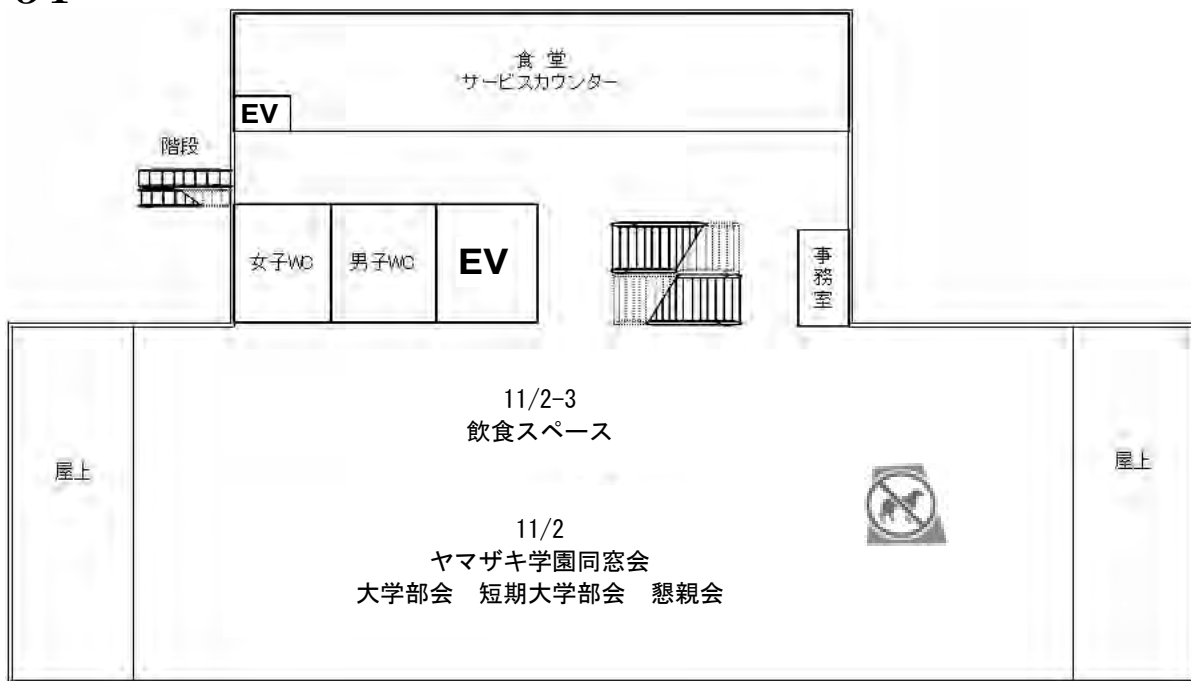 食 堂
サービスカウンター
EV
階段
女子WC
男子WC
EV
事務室
11/2-3
飲食スペース
屋上
屋上
11/2
ヤマザキ学園同窓会
大学部会　短期大学部会　懇親会